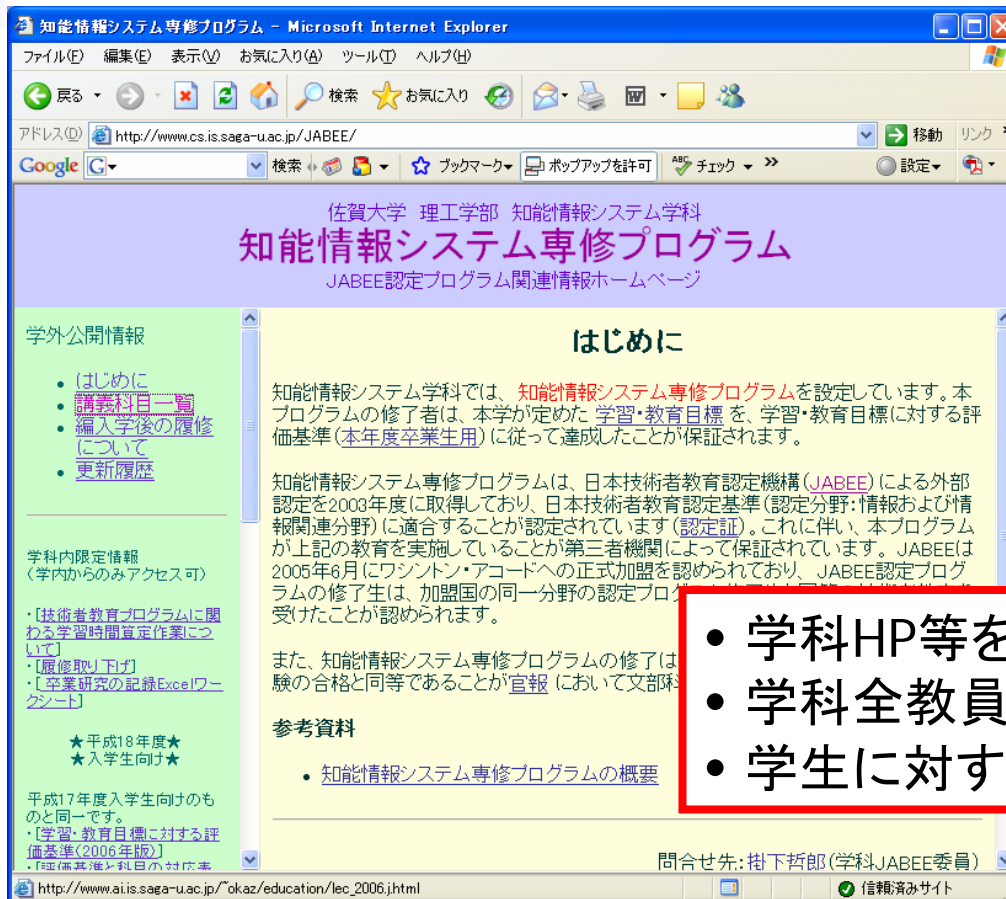 知能情報システム専修プログラム - Microsoft Internet Explorer
ファイル(F) 編集(E) 表示(V) お気に入り(A) ツール(T) ヘルプ(H)
戻る 検索 お気に入り
アドレス(D) http://www.cs.is.saga-u.ac.jp/JABEE/ 移動 リンク »
Google G 検索 ブックマーク ポップアップを許可 ABC チェック » 設定
佐賀大学 理工学部 知能情報システム学科
知能情報システム専修プログラム
JABEE認定プログラム関連情報ホームページ
学外公開情報
• はじめに
• 講義科目一覧
• 編入学後の履修
について
• 更新履歴
学科内限定情報
(学内からのみアクセス可)
・[技術者教育プログラムに関
わる学習時間算定作業につ
いて]
・[履修取り下げ]
・[卒業研究の記録Excelワー
クシート]
★平成18年度★
★入学生向け★
平成17年度入学生向けのも
のと同一です。
・[学習・教育目標に対する評
価基準(2006年版)]
・[評価基準と科目の対応表
はじめに
知能情報システム学科では、知能情報システム専修プログラムを設定しています。本
プログラムの修了者は、本学が定めた 学習・教育目標 を、学習・教育目標に対する評
価基準(本年度卒業生用)に従って達成したことが保証されます。
知能情報システム専修プログラムは、日本技術者教育認定機構(JABEE)による外部
認定を2003年度に取得しており、日本技術者教育認定基準(認定分野:情報および情
報関連分野)に適合することが認定されています(認定証)。これに伴い、本プログラム
が上記の教育を実施していることが第三者機関によって保証されています。JABEEは
2005年6月にワシントン・アコードへの正式加盟を認められており、JABEE認定プログ
ラムの修了生は、加盟国の同一分野の認定プログ
受けたことが認められます。
また、知能情報システム専修プログラムの修了は
験の合格と同等であることが官報 において文部科
参考資料
• 知能情報システム専修プログラムの概要
問合せ先:掛下哲郎(学科JABEE委員)
• 学科HP等を
• 学科全教員
• 学生に対す
http://www.ai.is.saga-u.ac.jp/~okaz/education/lec_2006.j.html 信頼済みサイト